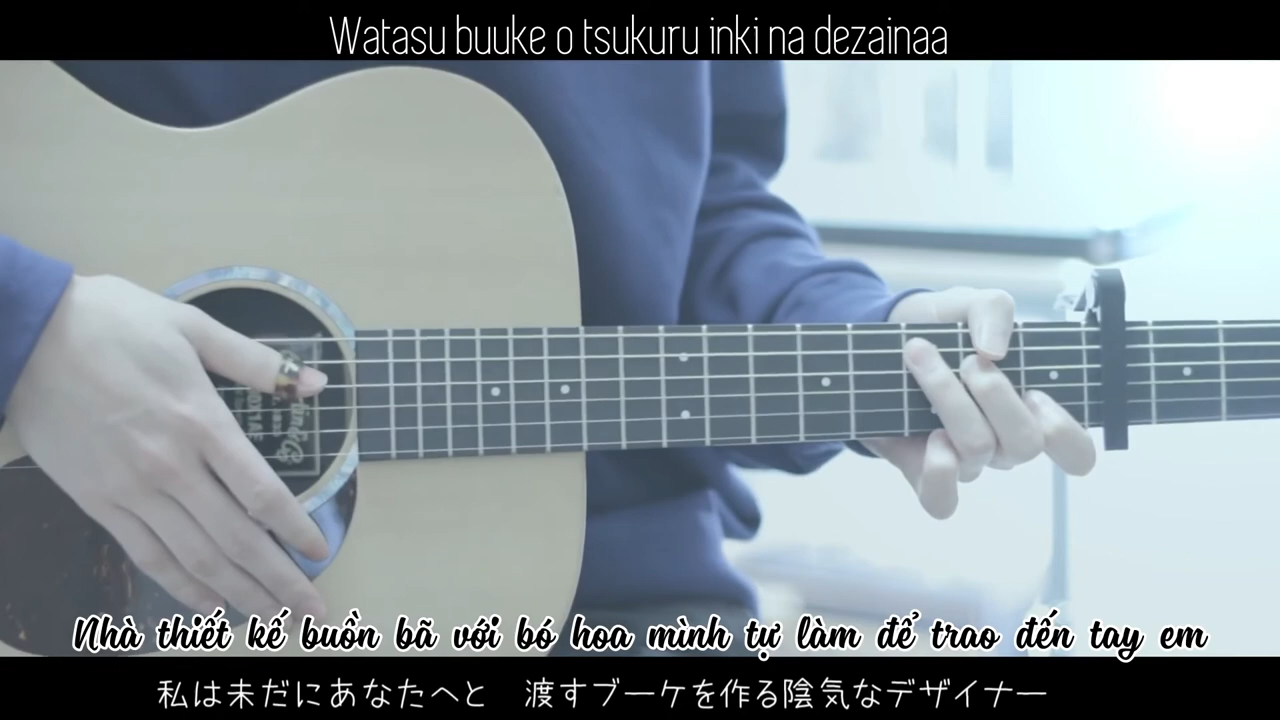 Watasu buuke o tsukuru inki na dezainaa
Nhà thiết kế buồn bã với bó hoa mình tự làm để trao đến tay em
私は未だにあなたへと　渡すブーケを作る陰気なデザイナー